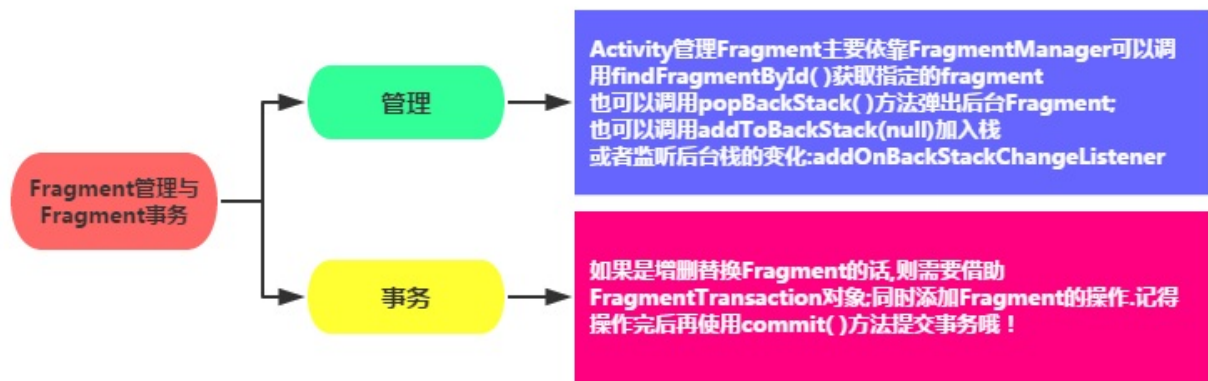 Fragment管理与
Fragment事务
管理
Activity管理Fragment主要依靠FragmentManager可以调
用findFragmentById( )获取指定的fragment
也可以调用popBackStack( )方法弹出后台Fragment;
也可以调用addToBackStack(null)加入栈
或者监听后台栈的变化:addOnBackStackChangeListener
事务
如果是增删替换Fragment的话,则需要借助
FragmentTransaction对象;同时添加Fragment的操作.记得
操作完后再使用commit( )方法提交事务哦！